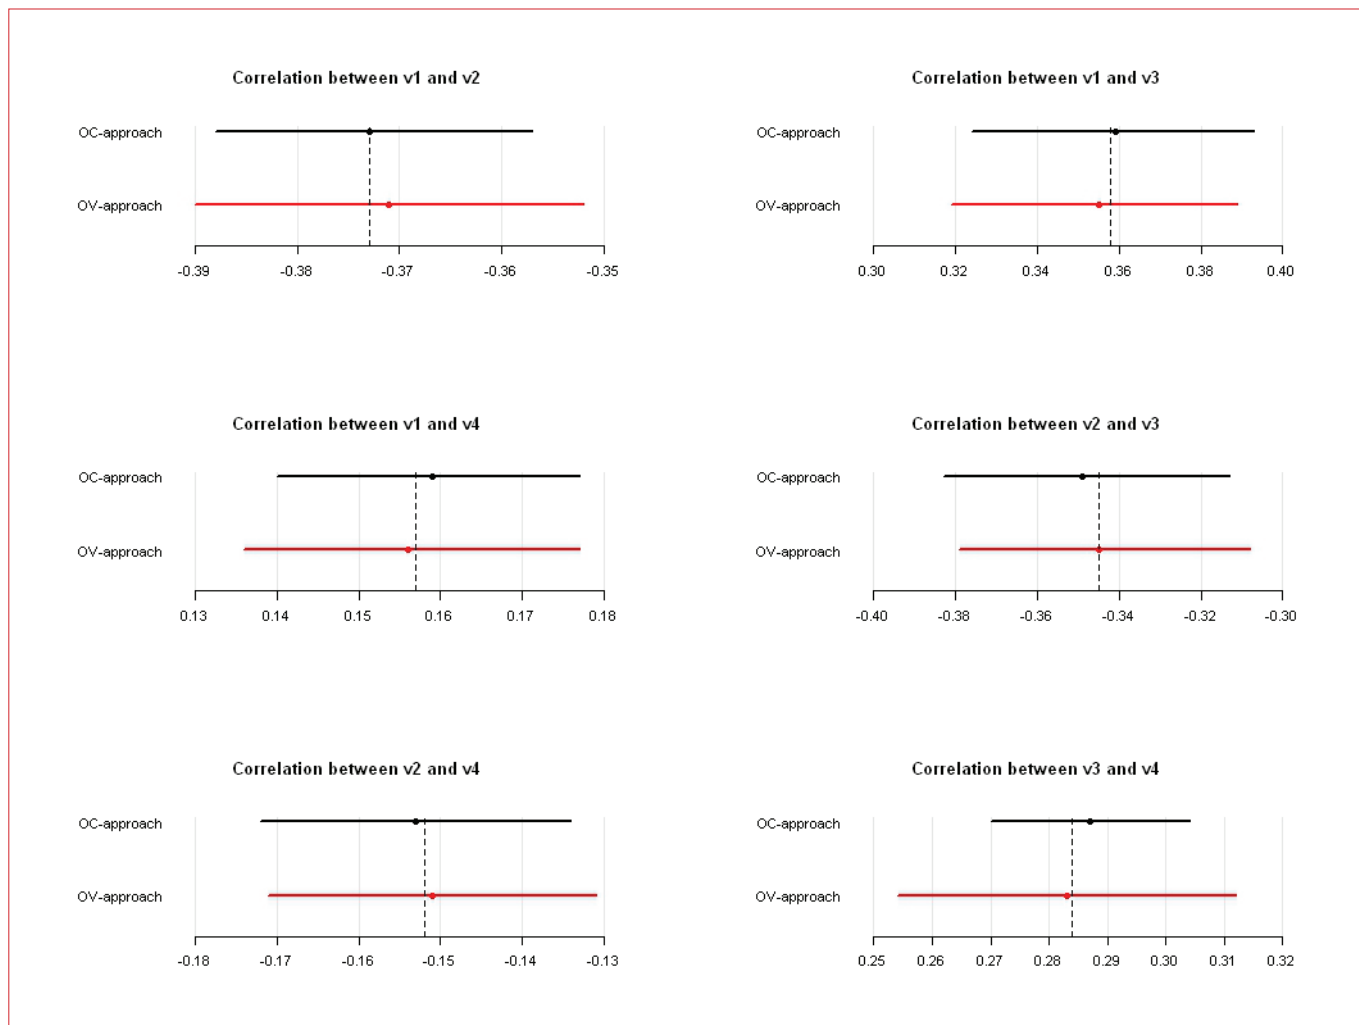 Correlation between v1 and v2
OC-approach
OV-approach
-0.39 -0.38 -0.37 -0.36 -0.35
Correlation between v1 and v3
OC-approach
OV-approach
0.30 0.32 0.34 0.36 0.38 0.40
Correlation between v1 and v4
OC-approach
OV-approach
0.13 0.14 0.15 0.16 0.17 0.18
Correlation between v2 and v3
OC-approach
OV-approach
-0.40 -0.38 -0.36 -0.34 -0.32 -0.30
Correlation between v2 and v4
OC-approach
OV-approach
-0.18 -0.17 -0.16 -0.15 -0.14 -0.13
Correlation between v3 and v4
OC-approach
OV-approach
0.25 0.26 0.27 0.28 0.29 0.30 0.31 0.32